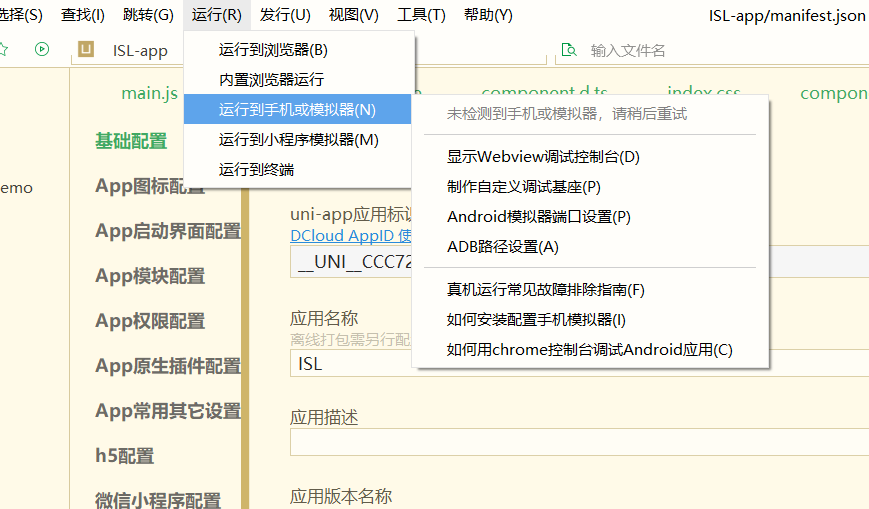 选择(S) 查找(I) 跳转(G) 运行(R) 发行(U) 视图(V) 工具(T) 帮助(Y) ISL-app/manifest.json
U ISL-app 输入文件名
运行到浏览器(B)
内置浏览器运行
运行到手机或模拟器(N)
运行到小程序模拟器(M)
运行到终端
未检测到手机或模拟器，请稍后重试
显示Webview调试控制台(D)
制作自定义调试基座(P)
Android模拟器端口设置(P)
ADB路径设置(A)
真机运行常见故障排除指南(F)
如何安装配置手机模拟器(I)
如何用chrome控制台调试Android应用(C)
main.js component.d.ts index.css compon
emo
基础配置
App图标配置
App启动界面配置
App模块配置
App权限配置
App原生插件配置
App常用其它设置
h5配置
微信小程序配置
uni-app应用标识
DCloud AppID 使
__UNI__CCC72
应用名称
离线打包需另行配
ISL
应用描述
应用版本名称